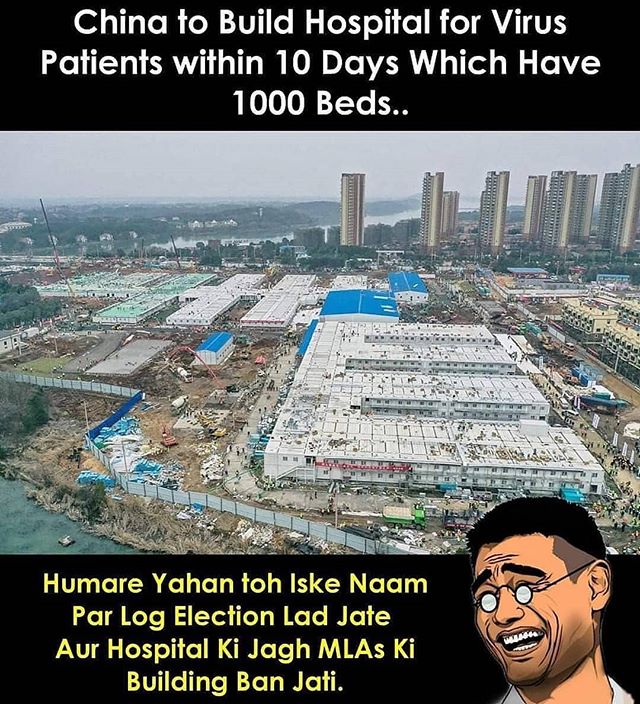 China to Build Hospital for Virus
Patients within 10 Days Which Have
1000 Beds..
Humare Yahan toh Iske Naam
Par Log Election Lad Jate
Aur Hospital Ki Jagh MLAs Ki
Building Ban Jati.